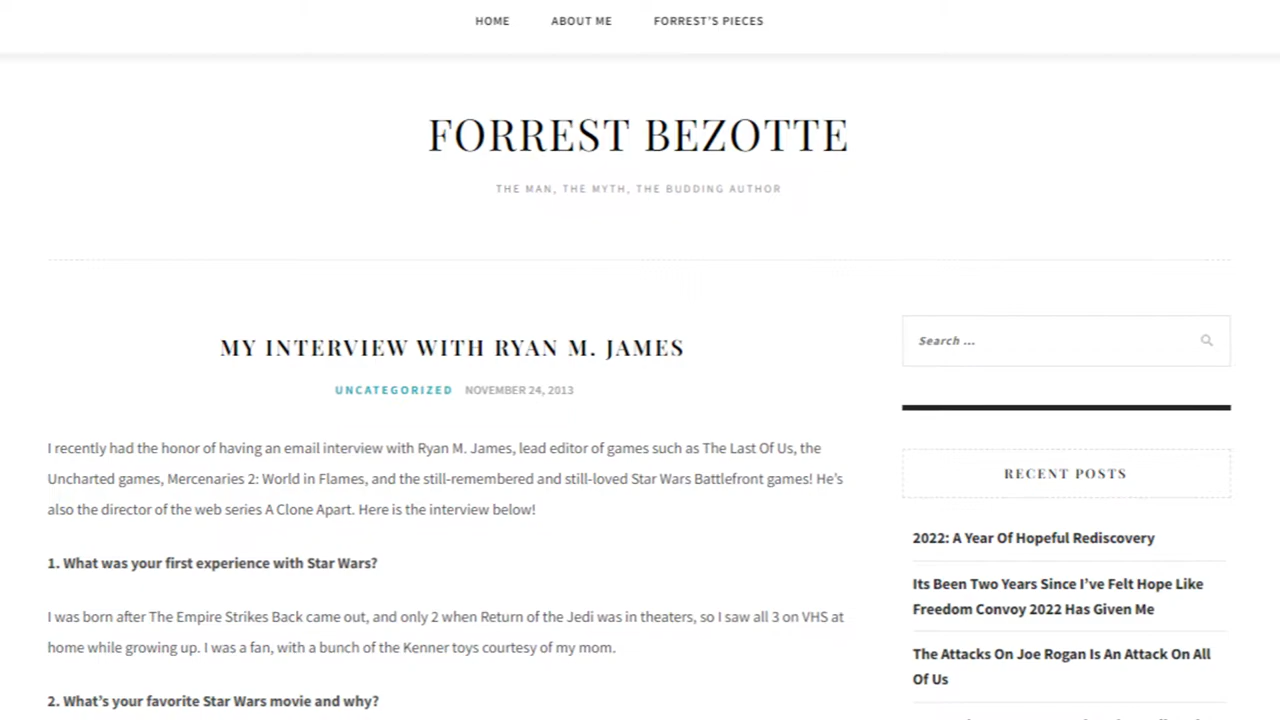 HOME ABOUT ME FORREST'S PIECES
FORREST BEZOTTE
THE MAN, THE MYTH, THE BUDDING AUTHOR
MY INTERVIEW WITH RYAN M. JAMES
UNCATEGORIZED NOVEMBER 24, 2013
I recently had the honor of having an email interview with Ryan M. James, lead editor of games such as The Last Of Us, the
Uncharted games, Mercenaries 2: World in Flames, and the still-remembered and still-loved Star Wars Battlefront games! He's
also the director of the web series A Clone Apart. Here is the interview below!
1. What was your first experience with Star Wars?
I was born after The Empire Strikes Back came out, and only 2 when Return of the Jedi was in theaters, so I saw all 3 on VHS at
home while growing up. I was a fan, with a bunch of the Kenner toys courtesy of my mom.
2. What's your favorite Star Wars movie and why?
Search ...
RECENT POSTS
2022: A Year Of Hopeful Rediscovery
Its Been Two Years Since I've Felt Hope Like
Freedom Convoy 2022 Has Given Me
The Attacks On Joe Rogan Is An Attack On All
Of Us